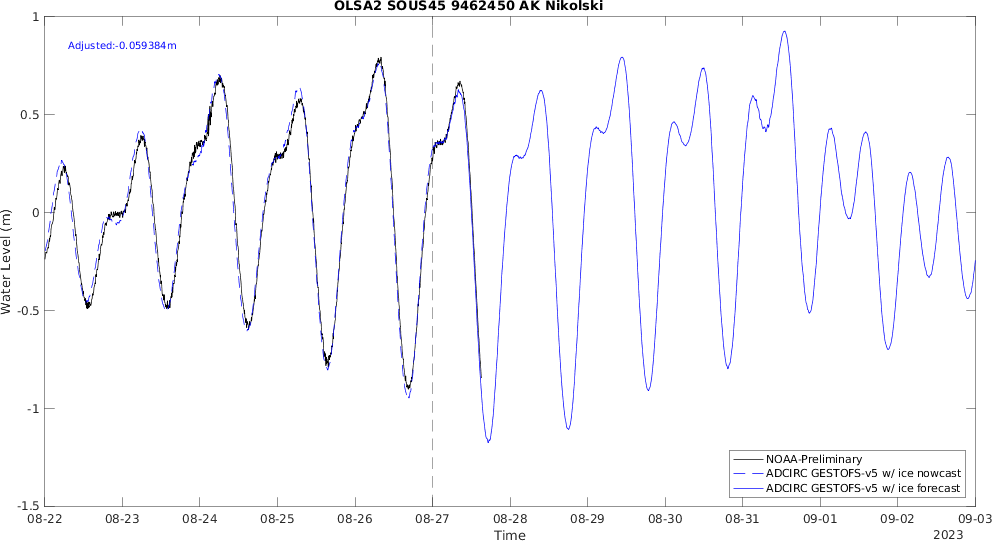 OLSA2 SOUS45 9462450 AK Nikolski
Adjusted:-0.059384m
Water Level (m)
1
0.5
0
-0.5
-1
-1.5
NOAA-Preliminary
ADCIRC GESTOFS-v5 w/ ice nowcast
ADCIRC GESTOFS-v5 w/ ice forecast
08-22 08-23 08-24 08-25 08-26 08-27 08-28 08-29 08-30 08-31 09-01 09-02 09-03
Time
2023